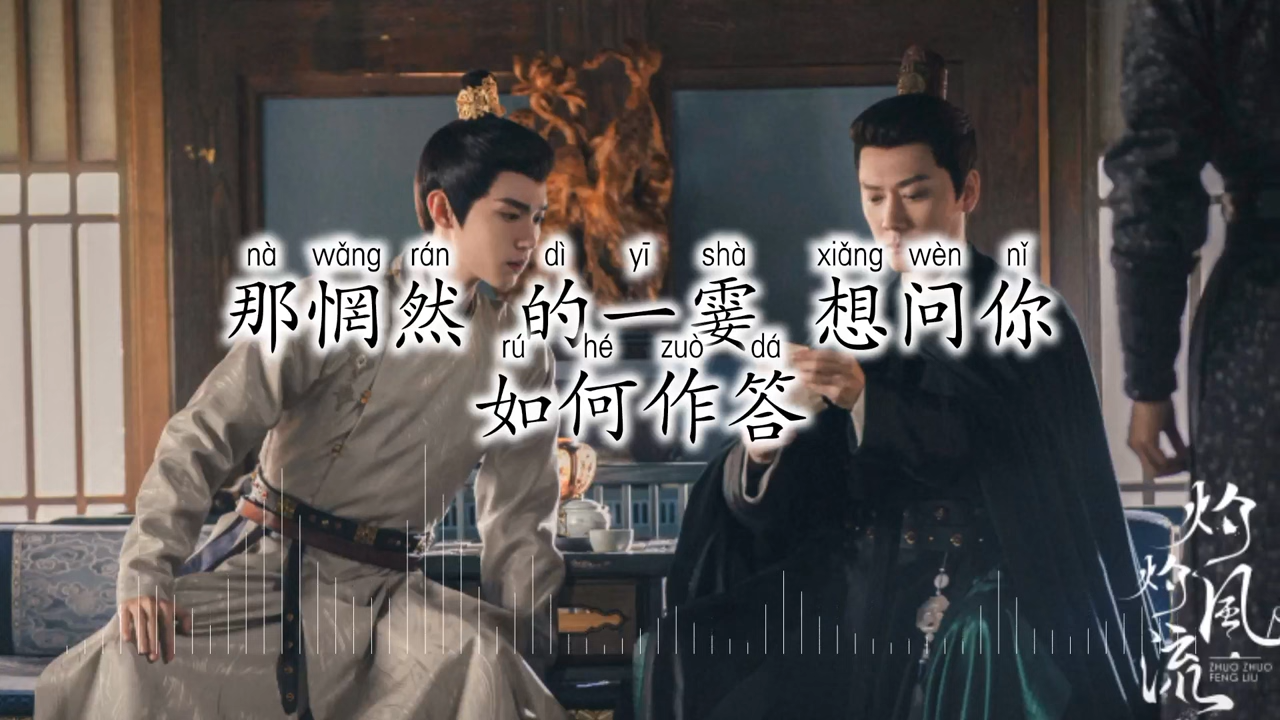 nà wǎng rán dì yī shà xiǎng wèn nǐ
那惘然 的一霎 想问你
rú hé zuò dá
如何作答
灼灼風流
ZHUO ZHUO
FENG LIU